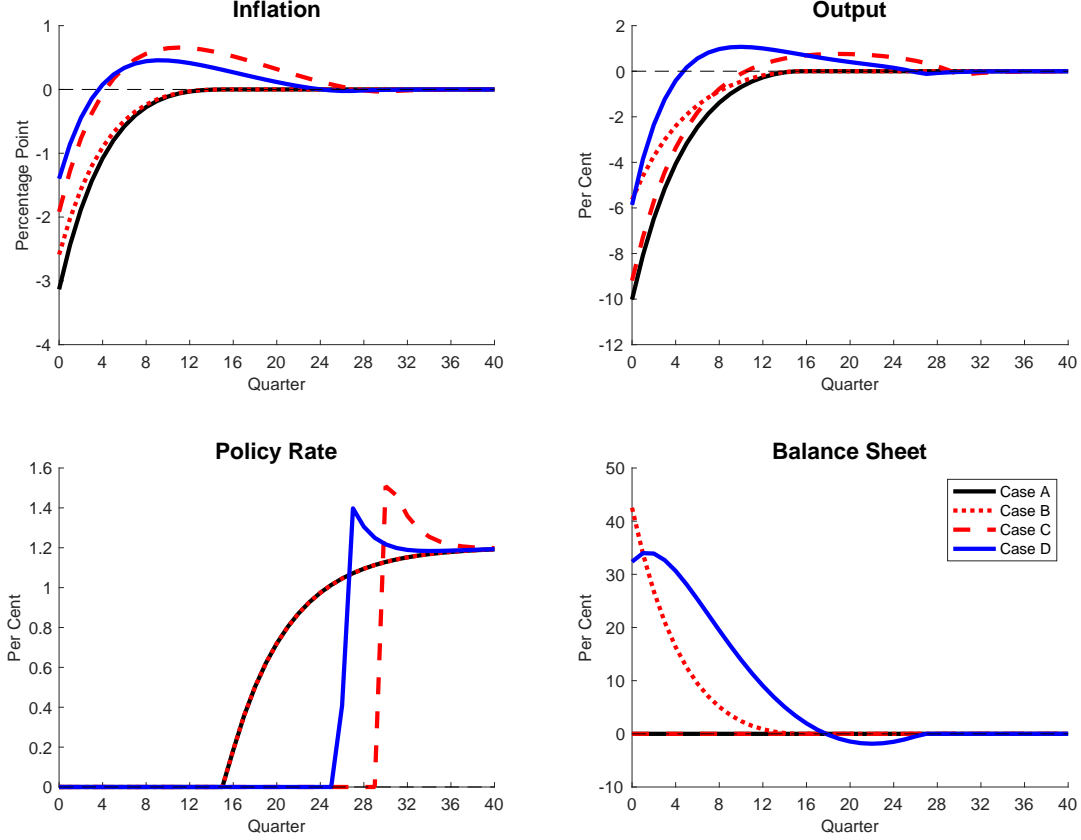 Inflation
Percentage Point
1
0
-1
-2
-3
-4
0 4 8 12 16 20 24 28 32 36 40
Quarter
Output
Per Cent
2
0
-2
-4
-6
-8
-10
-12
0 4 8 12 16 20 24 28 32 36 40
Quarter
Policy Rate
Per Cent
1.6
1.4
1.2
1
0.8
0.6
0.4
0.2
0
0 4 8 12 16 20 24 28 32 36 40
Quarter
Balance Sheet
Per Cent
50
40
30
20
10
0
-10
0 4 8 12 16 20 24 28 32 36 40
Quarter
Case A
Case B
Case C
Case D